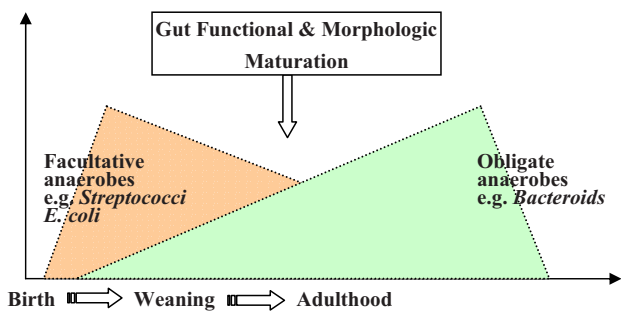 Gut Functional & Morphologic
Maturation
Facultative
anaerobes
e.g. Streptococci
E. coli
Obligate
anaerobes
e.g. Bacteroids
Birth Weaning Adulthood